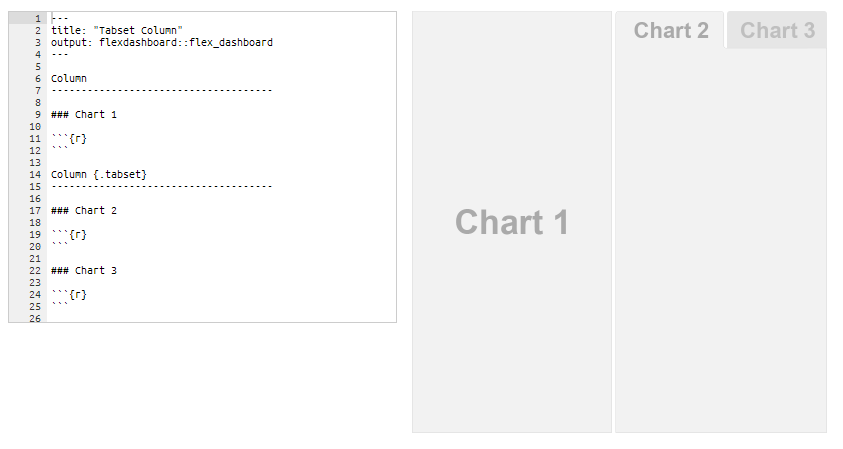 1 ---
2 title: "Tabset Column"
3 output: flexdashboard::flex_dashboard
4 ---
5
6 Column
7 -------------------------------------
8
9 ### Chart 1
10
11 ```{r}
12 ```
13
14 Column {.tabset}
15 -------------------------------------
16
17 ### Chart 2
18
19 ```{r}
20 ```
21
22 ### Chart 3
23
24 ```{r}
25 ```
26
Chart 1
Chart 2
Chart 3